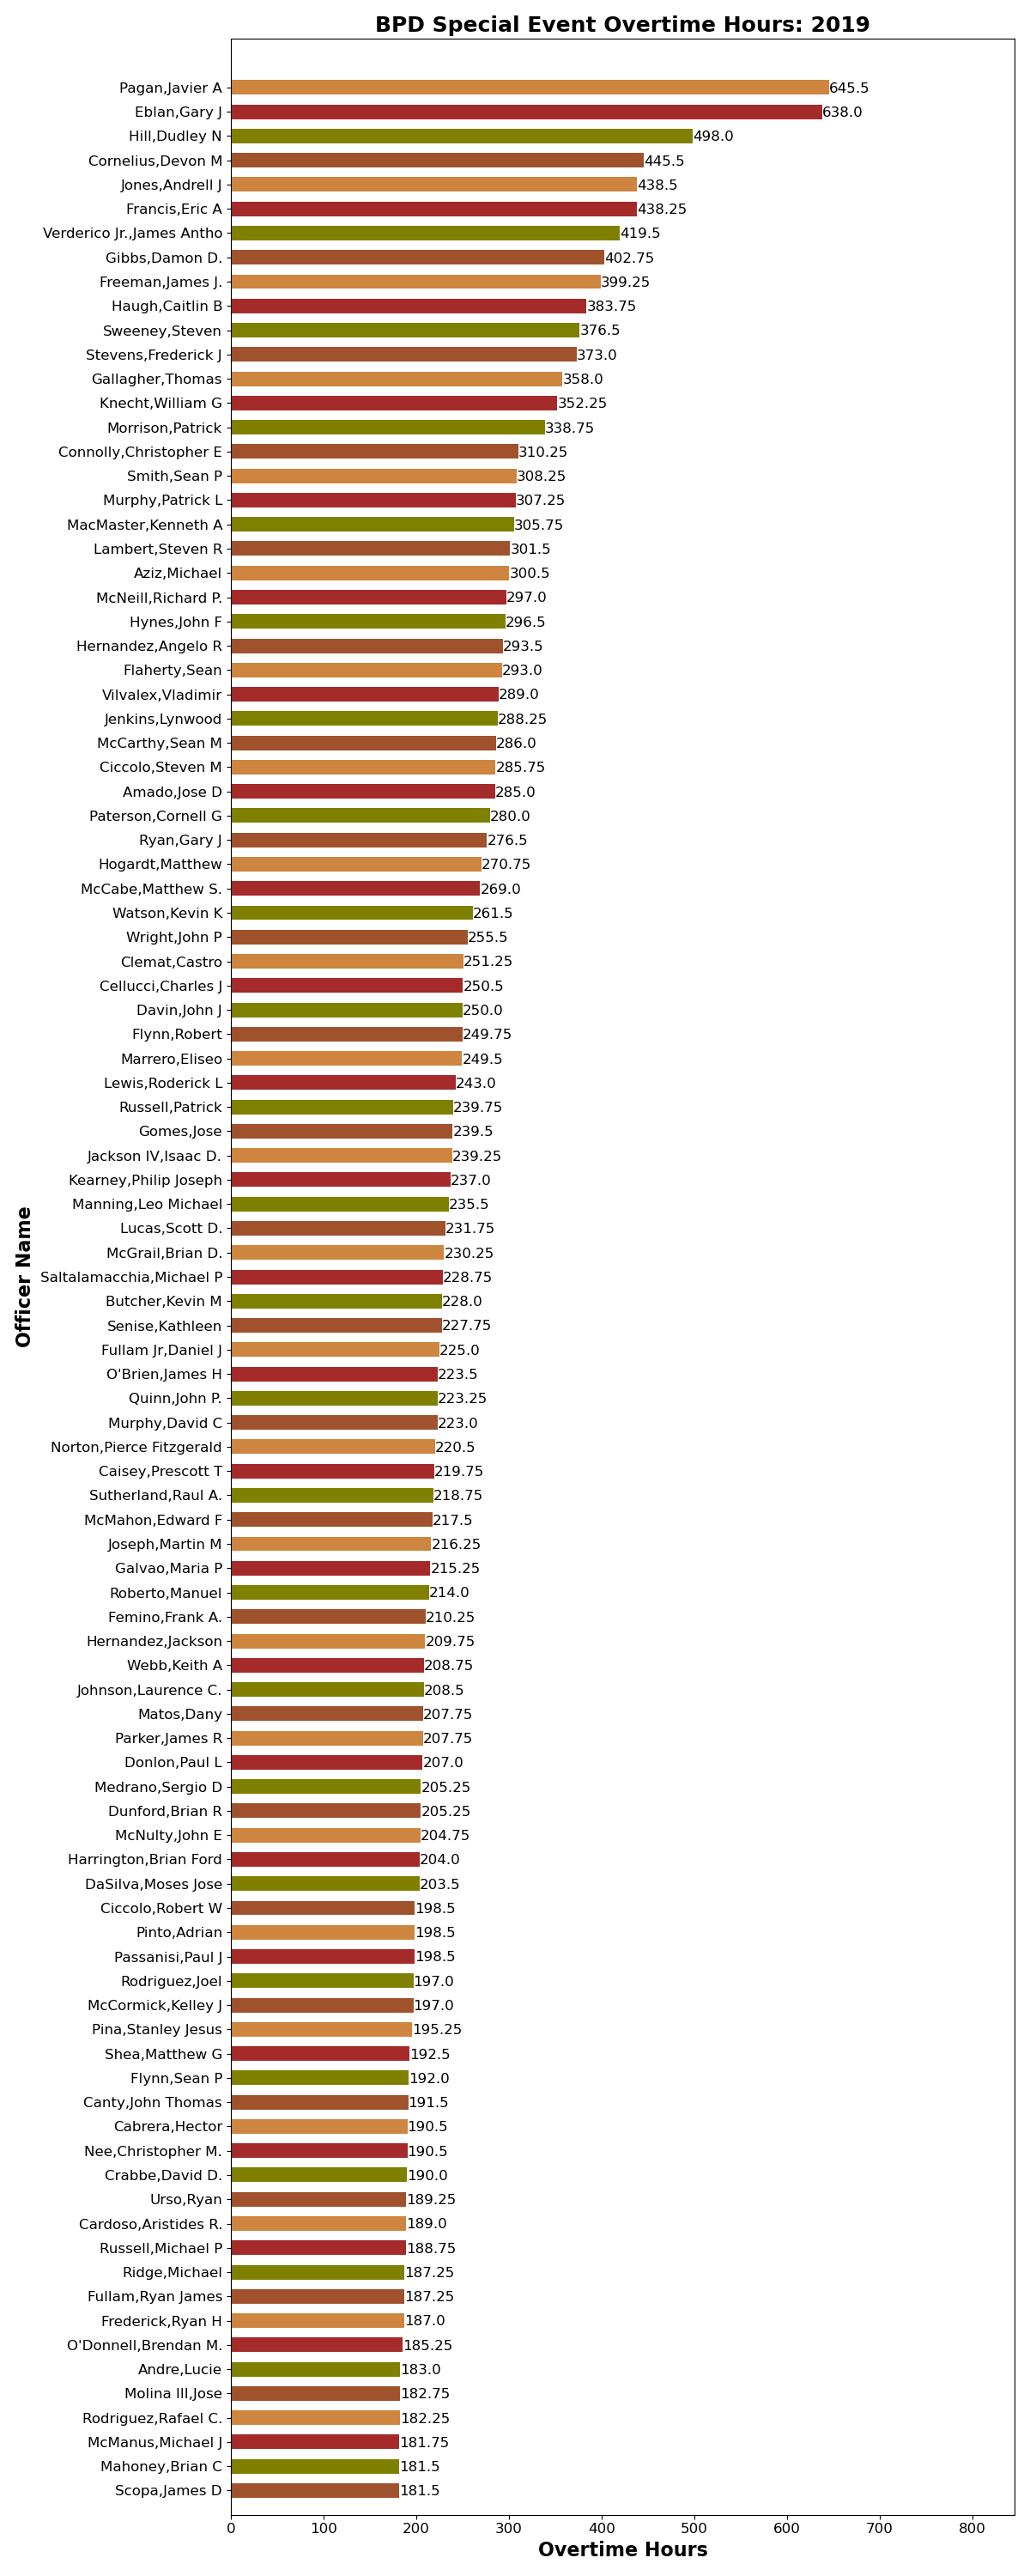 BPD Special Event Overtime Hours: 2019
Pagan,Javier A 645.5
Eblan,Gary J 638.0
Hill,Dudley N 498.0
Cornelius,Devon M 445.5
Jones,Andrell J 438.5
Francis,Eric A 438.25
Verderico Jr.,James Antho 419.5
Gibbs,Damon D. 402.75
Freeman,James J. 399.25
Haugh,Caitlin B 383.75
Sweeney,Steven 376.5
Stevens,Frederick J 373.0
Gallagher,Thomas 358.0
Knecht,William G 352.25
Morrison,Patrick 338.75
Connolly,Christopher E 310.25
Smith,Sean P 308.25
Murphy,Patrick L 307.25
MacMaster,Kenneth A 305.75
Lambert,Steven R 301.5
Aziz,Michael 300.5
McNeill,Richard P. 297.0
Hynes,John F 296.5
Hernandez,Angelo R 293.5
Flaherty,Sean 293.0
Vilvalex,Vladimir 289.0
Jenkins,Lynwood 288.25
McCarthy,Sean M 286.0
Ciccolo,Steven M 285.75
Amado,Jose D 285.0
Paterson,Cornell G 280.0
Ryan,Gary J 276.5
Hogardt,Matthew 270.75
McCabe,Matthew S. 269.0
Watson,Kevin K 261.5
Wright,John P 255.5
Clemat,Castro 251.25
Cellucci,Charles J 250.5
Davin,John J 250.0
Flynn,Robert 249.75
Marrero,Eliseo 249.5
Lewis,Roderick L 243.0
Russell,Patrick 239.75
Gomes,Jose 239.5
Jackson IV,Isaac D. 239.25
Kearney,Philip Joseph 237.0
Manning,Leo Michael 235.5
Lucas,Scott D. 231.75
McGrail,Brian D. 230.25
Saltalamacchia,Michael P 228.75
Butcher,Kevin M 228.0
Senise,Kathleen 227.75
Fullam Jr,Daniel J 225.0
O'Brien,James H 223.5
Quinn,John P. 223.25
Murphy,David C 223.0
Norton,Pierce Fitzgerald 220.5
Caisey,Prescott T 219.75
Sutherland,Raul A. 218.75
McMahon,Edward F 217.5
Joseph,Martin M 216.25
Galvao,Maria P 215.25
Roberto,Manuel 214.0
Femino,Frank A. 210.25
Hernandez,Jackson 209.75
Webb,Keith A 208.75
Johnson,Laurence C. 208.5
Matos,Dany 207.75
Parker,James R 207.75
Donlon,Paul L 207.0
Medrano,Sergio D 205.25
Dunford,Brian R 205.25
McNulty,John E 204.75
Harrington,Brian Ford 204.0
DaSilva,Moses Jose 203.5
Ciccolo,Robert W 198.5
Pinto,Adrian 198.5
Passanisi,Paul J 198.5
Rodriguez,Joel 197.0
McCormick,Kelley J 197.0
Pina,Stanley Jesus 195.25
Shea,Matthew G 192.5
Flynn,Sean P 192.0
Canty,John Thomas 191.5
Cabrera,Hector 190.5
Nee,Christopher M. 190.5
Crabbe,David D. 190.0
Urso,Ryan 189.25
Cardoso,Aristides R. 189.0
Russell,Michael P 188.75
Ridge,Michael 187.25
Fullam,Ryan James 187.25
Frederick,Ryan H 187.0
O'Donnell,Brendan M. 185.25
Andre,Lucie 183.0
Molina III,Jose 182.75
Rodriguez,Rafael C. 182.25
McManus,Michael J 181.75
Mahoney,Brian C 181.5
Scopa,James D 181.5
0 100 200 300 400 500 600 700 800
Overtime Hours
Officer Name